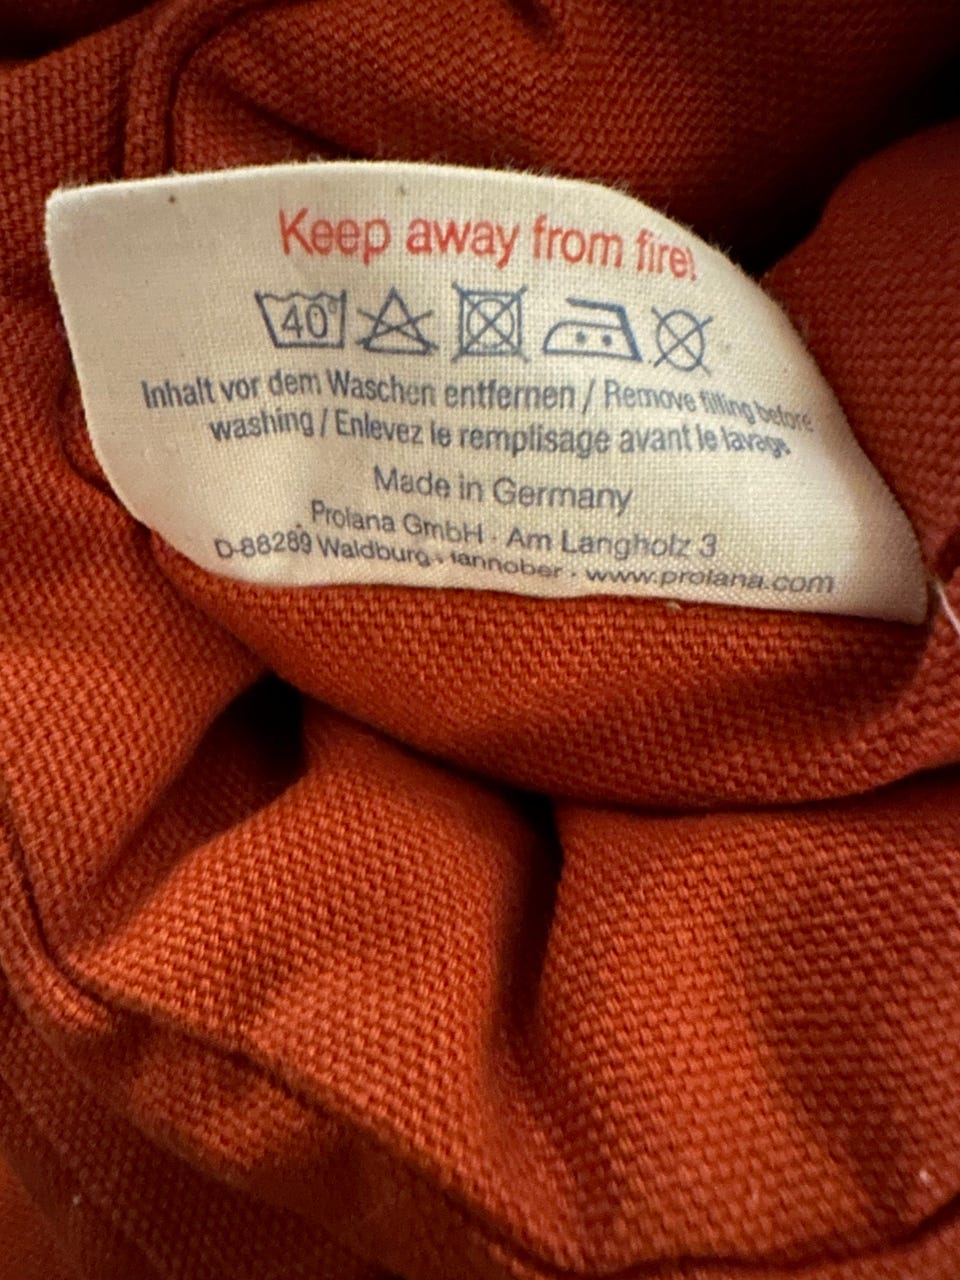 Keep away from fire!
40°
Inhalt vor dem Waschen entfernen / Remove filling before
washing / Enlevez le remplisage avant le lavage
Made in Germany
Prolana GmbH · Am Langholz 3
D-88289 Waldburg · www.prolana.com